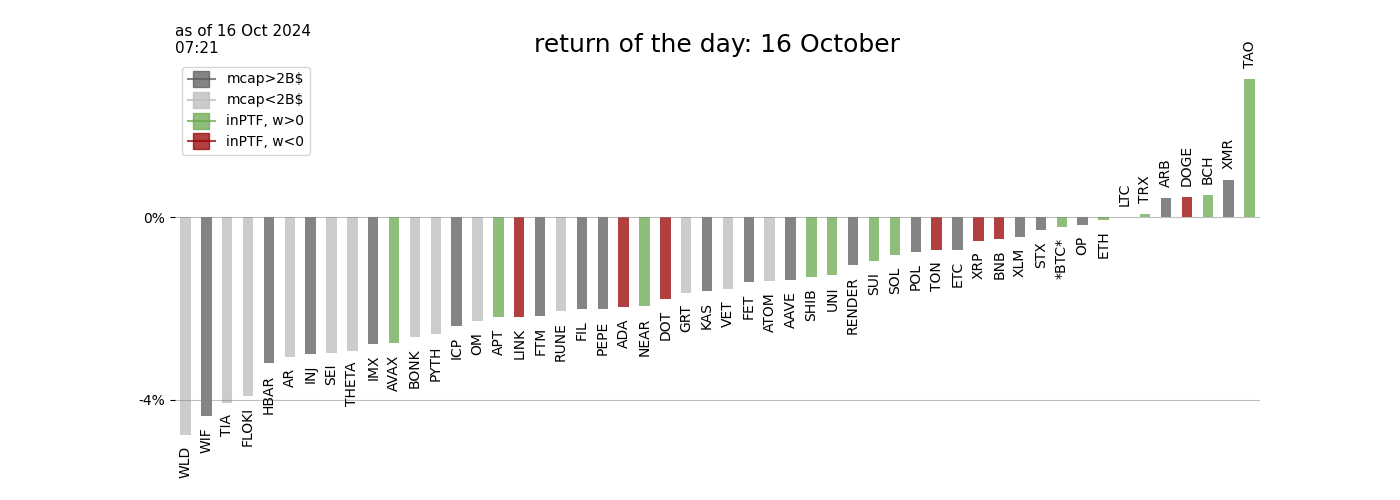 as of 16 Oct 2024
07:21
return of the day: 16 October
mcap>2B$
mcap<2B$
inPTF, w>0
inPTF, w<0
0%
-4%
WLD
WIF
TIA
FLOKI
HBAR
AR
INJ
SEI
THETA
IMX
AVAX
BONK
PYTH
ICP
OM
APT
LINK
FTM
RUNE
FIL
PEPE
ADA
NEAR
DOT
GRT
KAS
VET
FET
ATOM
AAVE
SHIB
UNI
RENDER
SUI
SOL
POL
TON
ETC
XRP
BNB
XLM
STX
*BTC*
OP
ETH
LTC
TRX
ARB
DOGE
BCH
XMR
TAO